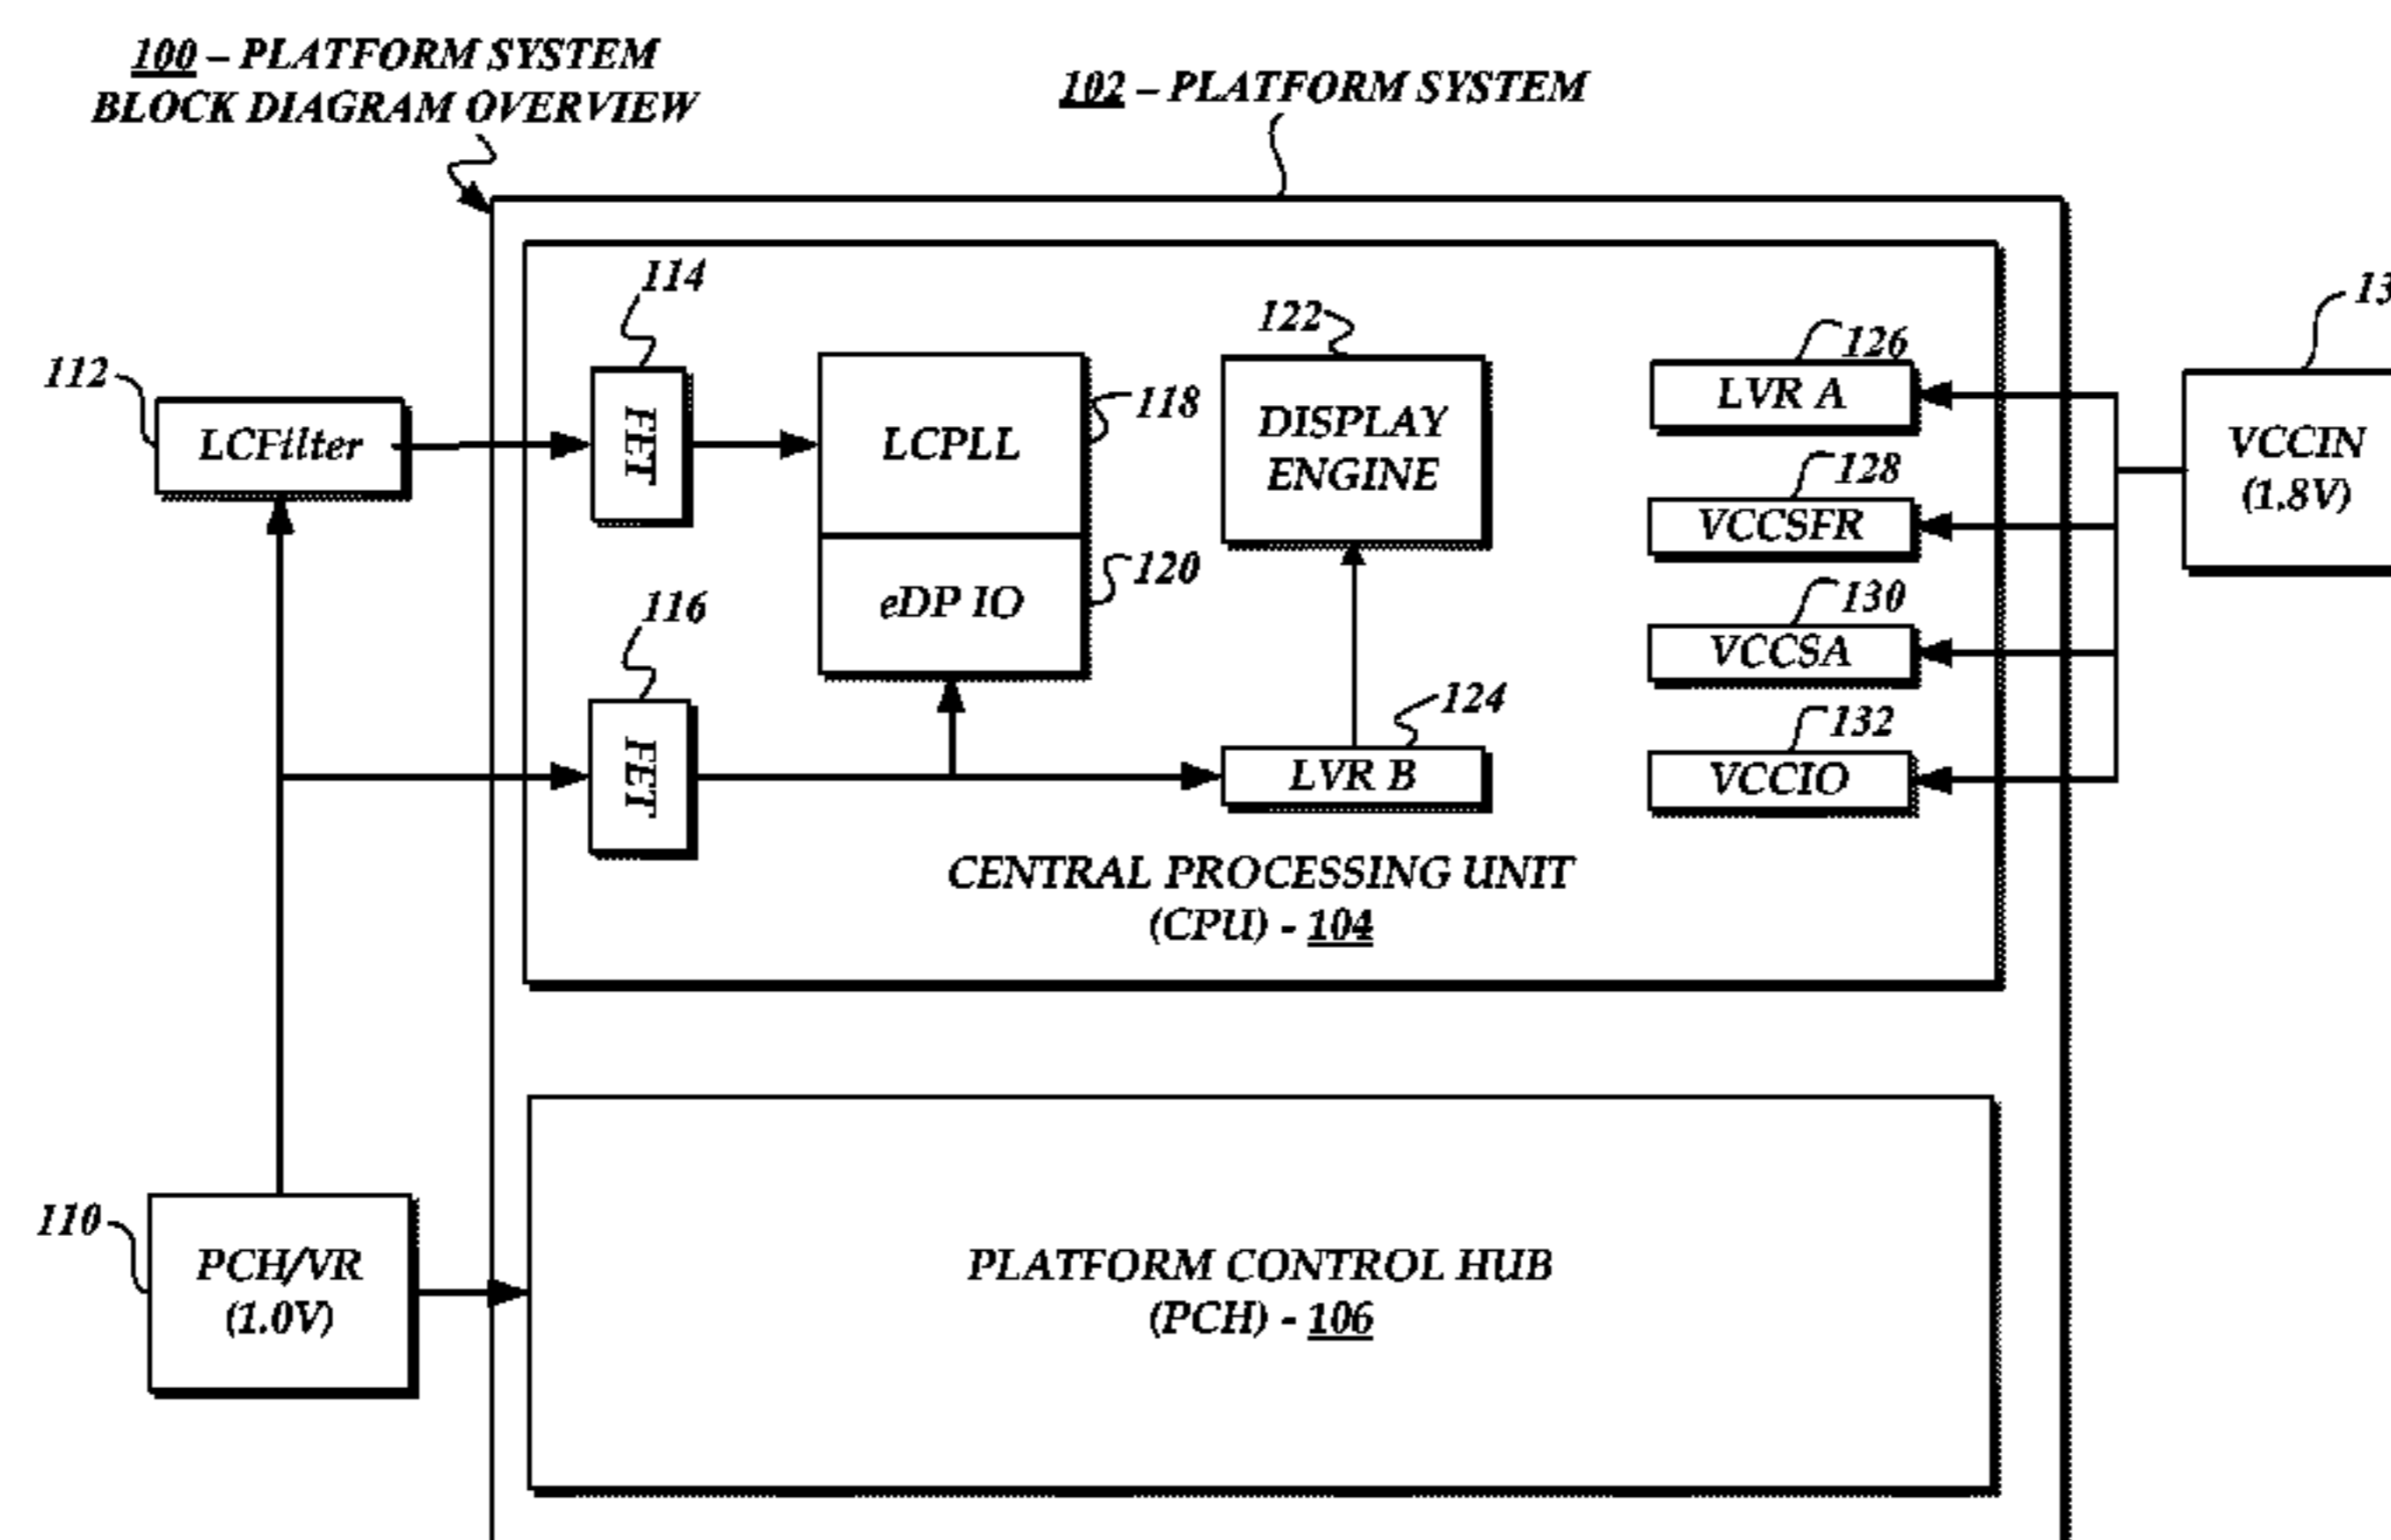 100 – PLATFORM SYSTEM
BLOCK DIAGRAM OVERVIEW
102 – PLATFORM SYSTEM
114
122
13
126
112
LCFilter
FET
LCPLL
118
DISPLAY
ENGINE
LVR A
VCCIN
(1.8V)
128
VCCSFR
120
116
eDP IO
130
VCCSA
124
132
FET
LVR B
VCCIO
CENTRAL PROCESSING UNIT
(CPU) - 104
110
PCH/VR
(1.0V)
PLATFORM CONTROL HUB
(PCH) - 106